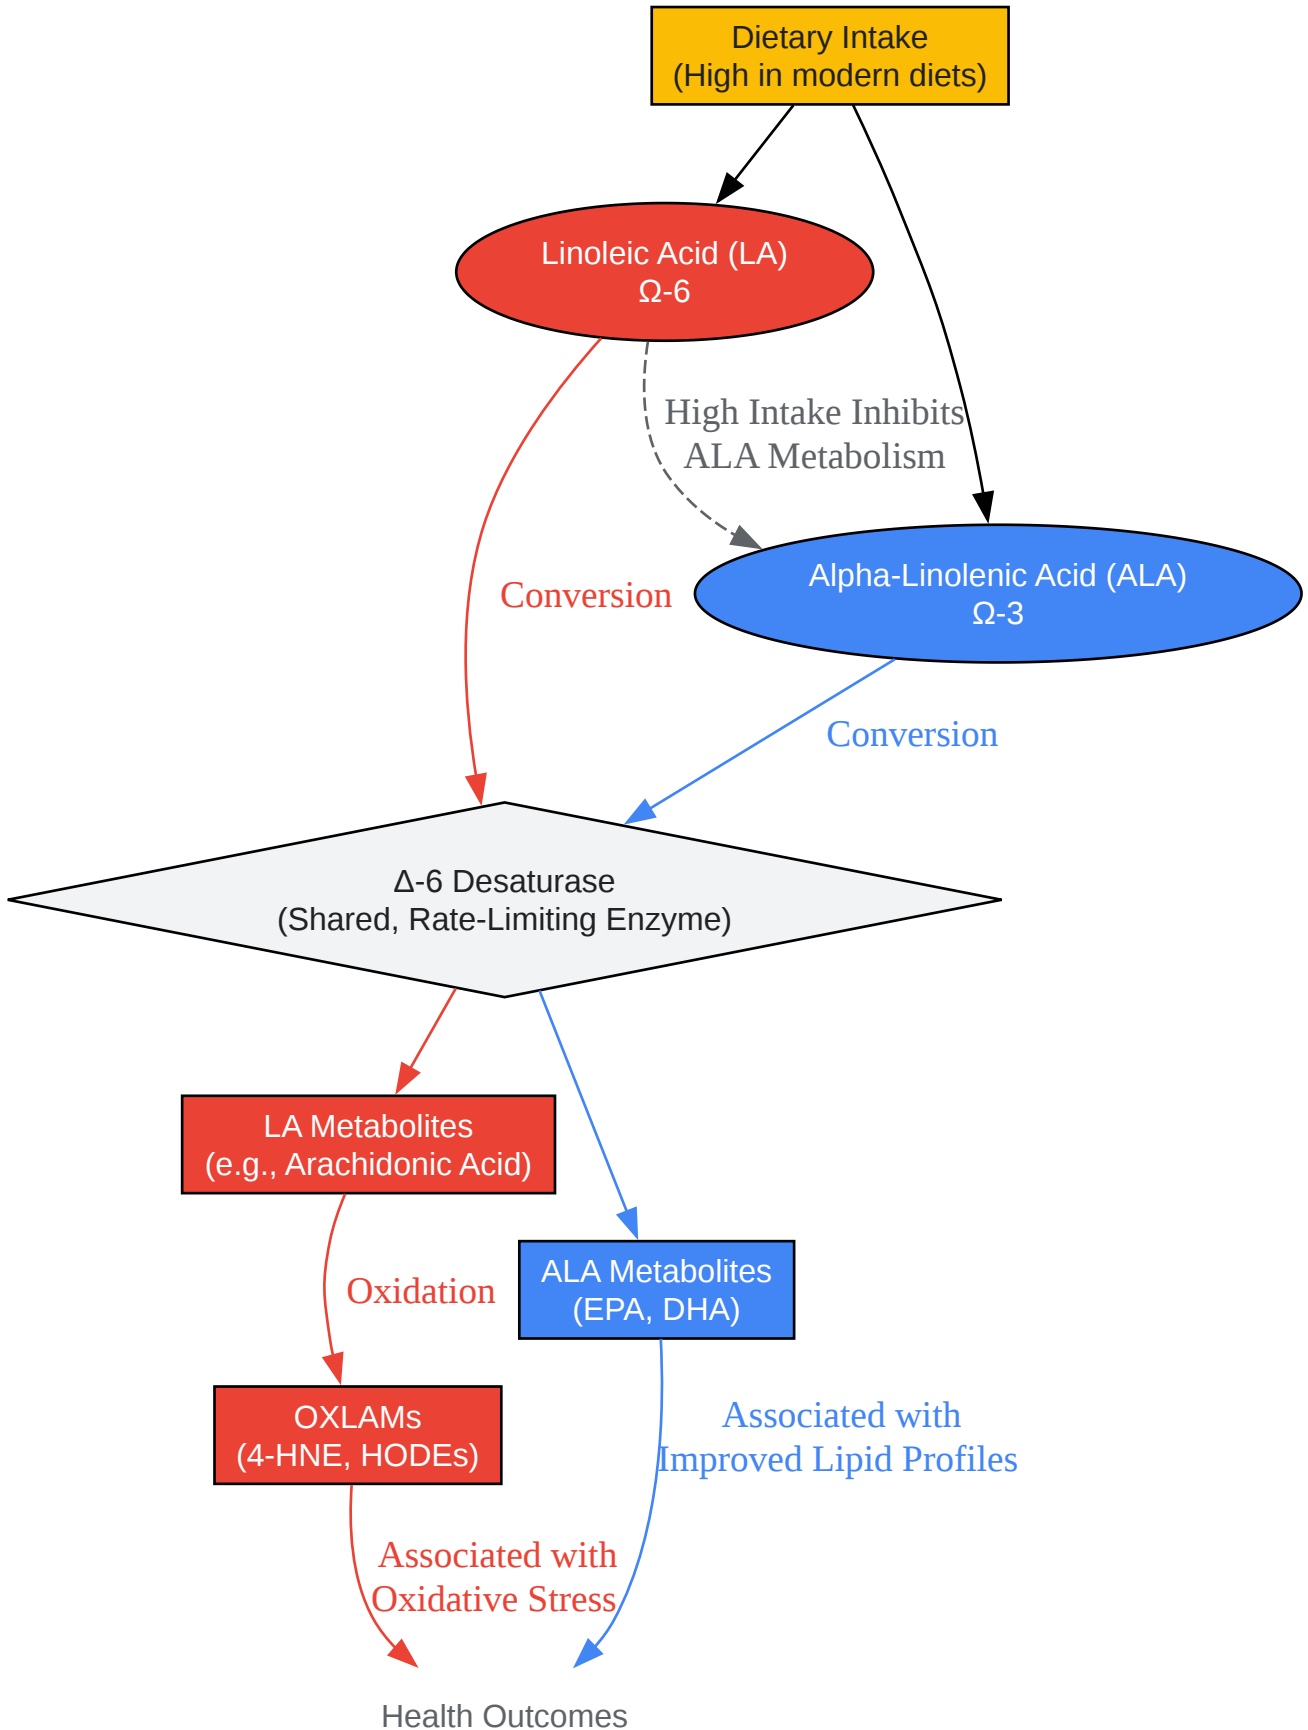 Dietary Intake
(High in modern diets)
Linoleic Acid (LA)
Ω-6
High Intake Inhibits
ALA Metabolism
Alpha-Linolenic Acid (ALA)
Ω-3
Conversion
Conversion
Δ-6 Desaturase
(Shared, Rate-Limiting Enzyme)
LA Metabolites
(e.g., Arachidonic Acid)
ALA Metabolites
(EPA, DHA)
Oxidation
OXLAMs
(4-HNE, HODEs)
Associated with
Improved Lipid Profiles
Associated with
Oxidative Stress
Health Outcomes